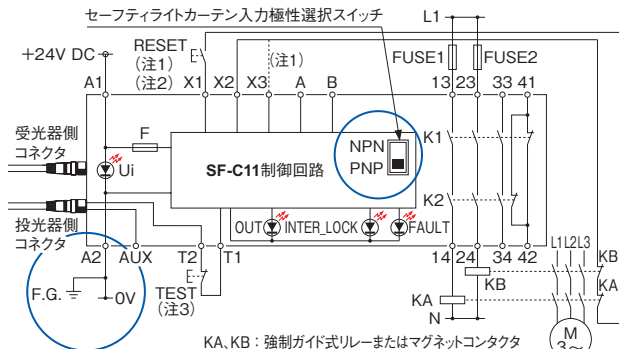 セーフティライトカーテン入力極性選択スイッチ
L1
+24V DC
RESET
(注1)
(注2)
(注1)
FUSE1
FUSE2
A1
X1
X2
X3
A
B
13
23
33
41
受光器側
コネクタ
Ui
F
SF-C11制御回路
NPN
PNP
K1
K2
投光器側
コネクタ
OUT
INTER_LOCK
FAULT
A2
AUX
T2
T1
14
24
34
42
L1
L2
L3
F.G.
0V
TEST
(注3)
KB
KA
KB
KA
N
M
3〜
KA、KB：強制ガイド式リレーまたはマグネットコンタクタ